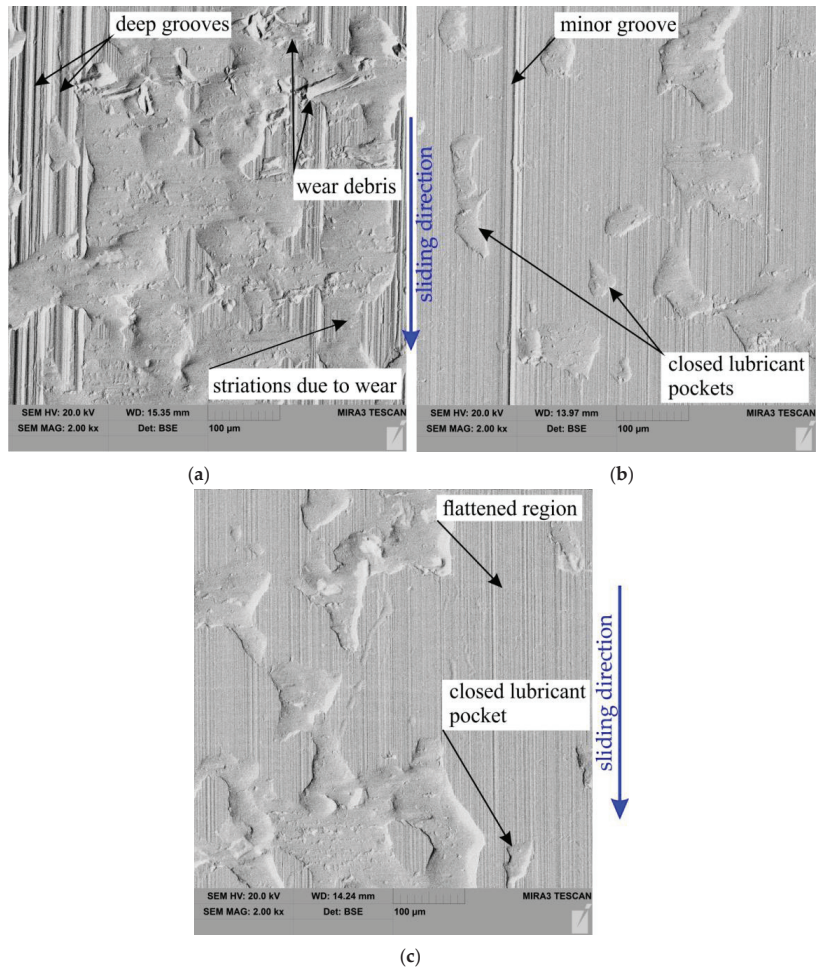 deep grooves
wear debris
striations due to wear
sliding direction
SEM HV: 20.0 kV WD: 15.35 mm MIRA3 TESCAN
SEM MAG: 2.00 kx Det: BSE 100 µm
(a)
minor groove
closed lubricant
pockets
SEM HV: 20.0 kV WD: 13.97 mm MIRA3 TESCAN
SEM MAG: 2.00 kx Det: BSE 100 µm
(b)
flattened region
closed lubricant
pocket
sliding direction
SEM HV: 20.0 kV WD: 14.24 mm MIRA3 TESCAN
SEM MAG: 2.00 kx Det: BSE 100 µm
(c)